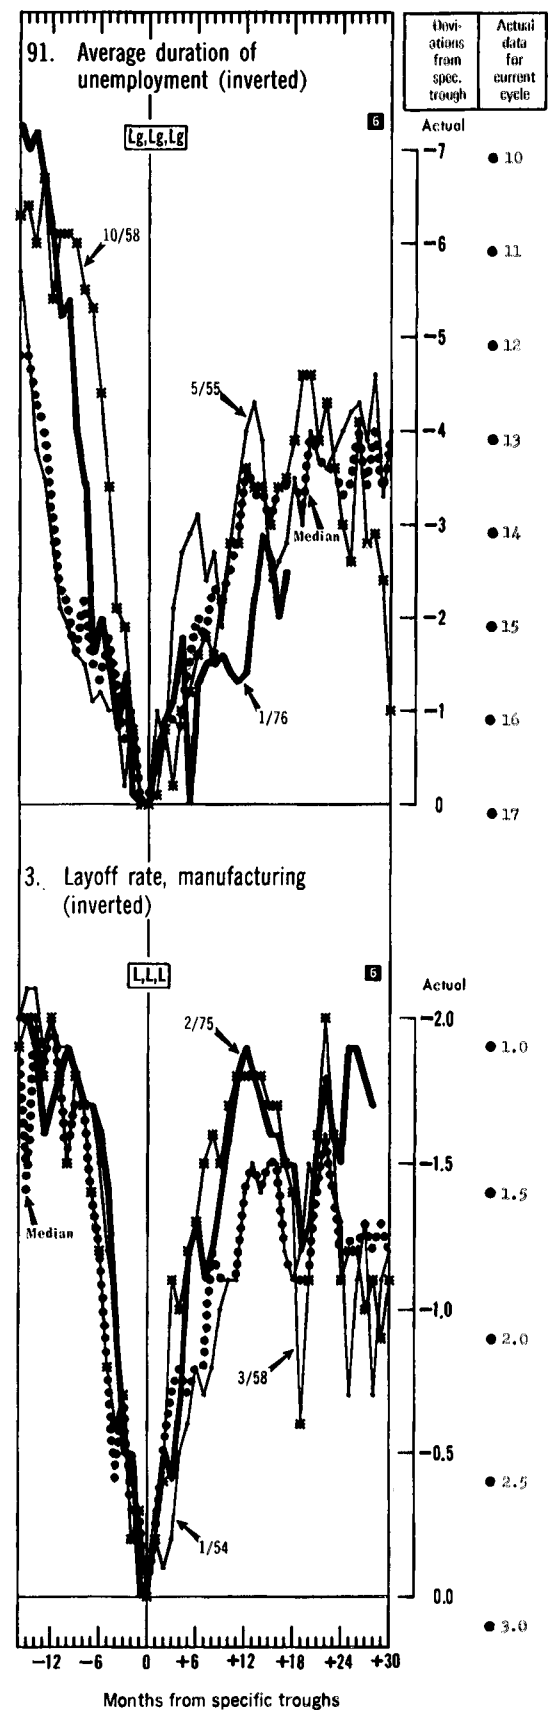 Devi-
ations
from
spec.
trough
Actual
data
for
current
cycle
91. Average duration of
unemployment (inverted)
6
Lg,Lg,Lg
Actual
-7
10
10/58
-6
11
-5
12
5/55
-4
13
-3
14
Median
-2
15
1/76
-1
16
0
17
3. Layoff rate, manufacturing
(inverted)
L,L,L
6
Actual
2/75
-2.0
1.0
-1.5
1.5
Median
-1.0
2.0
3/58
-0.5
2.5
1/54
0.0
3.0
-12 -6 0 +6 +12 +18 +24 +30
Months from specific troughs